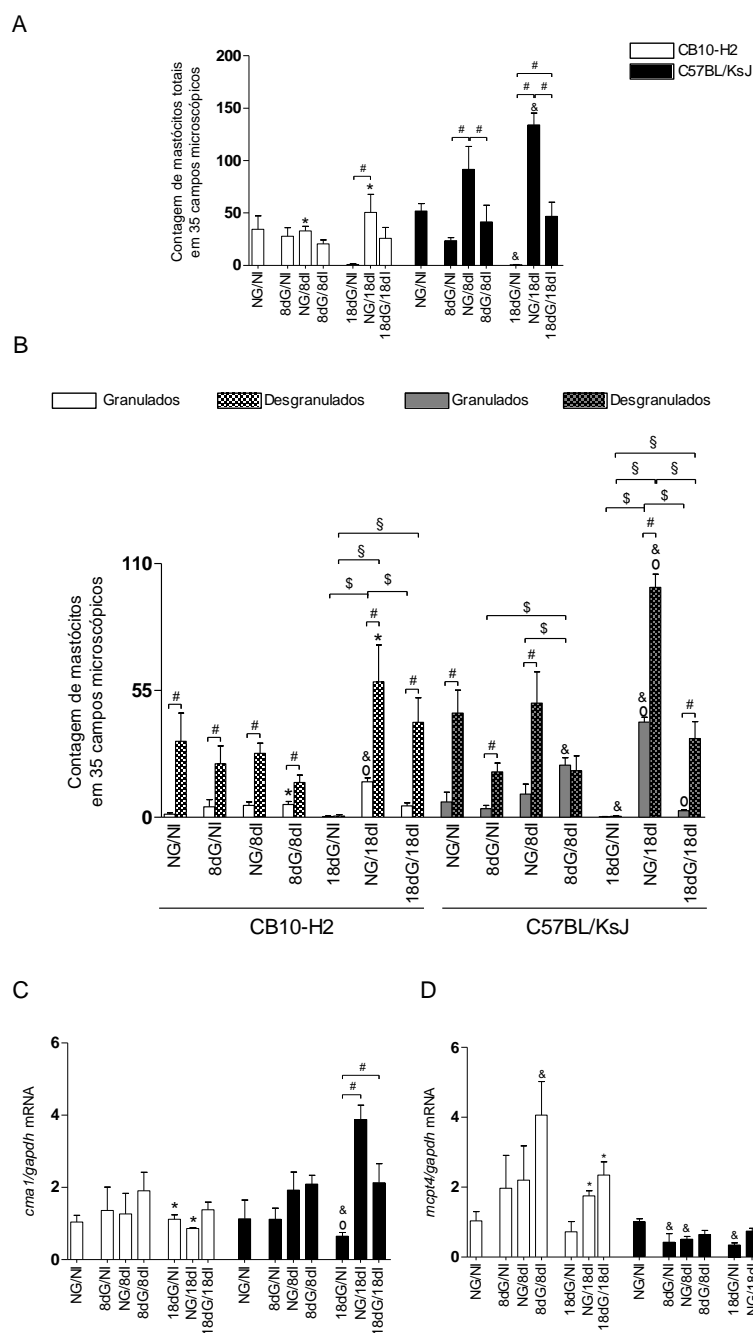 A
CB10-H2
C57BL/KsJ
Contagem de mastócitos totais
em 35 campos microscópicos
200
150
100
50
0
# * # * # # & # # # &
NG/NI 8dG/NI NG/8dI 8dG/8dI 18dG/NI NG/18dI 18dG/18dI NG/NI 8dG/NI NG/8dI 8dG/8dI 18dG/NI NG/18dI 18dG/18dI
B
Granulados Desgranulados Granulados Desgranulados
Contagem de mastócitos
em 35 campos microscópicos
110
55
0
NG/NI 8dG/NI NG/8dI 8dG/8dI 18dG/NI NG/18dI 18dG/18dI NG/NI 8dG/NI NG/8dI 8dG/8dI 18dG/NI NG/18dI 18dG/18dI
CB10-H2 C57BL/KsJ
C
cma1/gapdh mRNA
6
4
2
0
NG/NI 8dG/NI NG/8dI 8dG/8dI 18dG/NI NG/18dI 18dG/18dI NG/NI 8dG/NI NG/8dI 8dG/8dI 18dG/NI NG/18dI 18dG/18dI
D
mcpt4/gapdh mRNA
6
4
2
0
NG/NI 8dG/NI NG/8dI 8dG/8dI 18dG/NI NG/18dI 18dG/18dI NG/NI 8dG/NI NG/8dI 8dG/8dI 18dG/NI